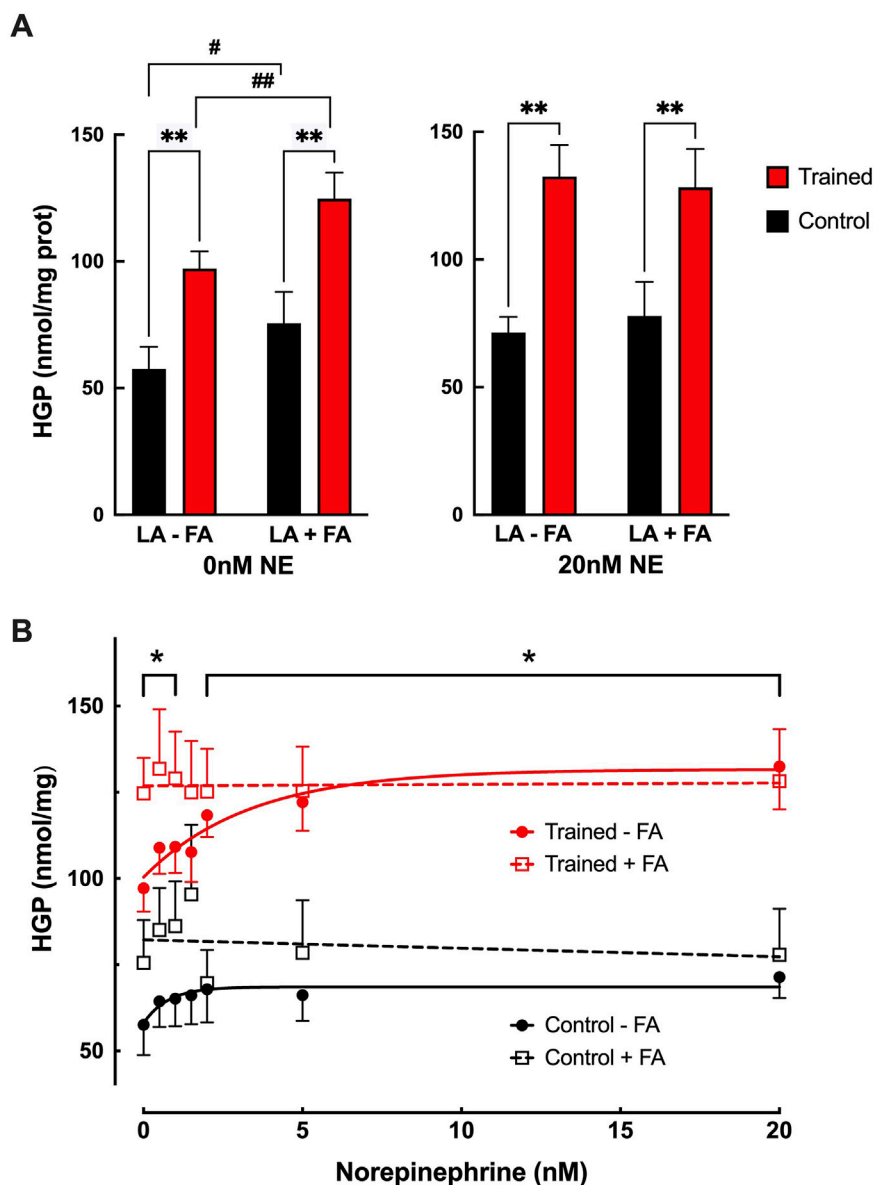 A
#
##
** ** ** **
150
100
50
0
HGP (nmol/mg prot)
LA - FA LA + FA
0nM NE
150
100
50
0
LA - FA LA + FA
20nM NE
Trained
Control
B
* *
150
100
50
HGP (nmol/mg)
Trained - FA
Trained + FA
Control - FA
Control + FA
0 5 10 15 20
Norepinephrine (nM)